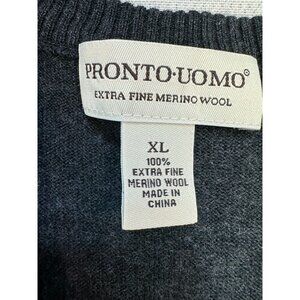 PRONTO·UOMO®
EXTRA FINE MERINO WOOL
XL
100%
EXTRA FINE
MERINO WOOL
MADE IN
CHINA